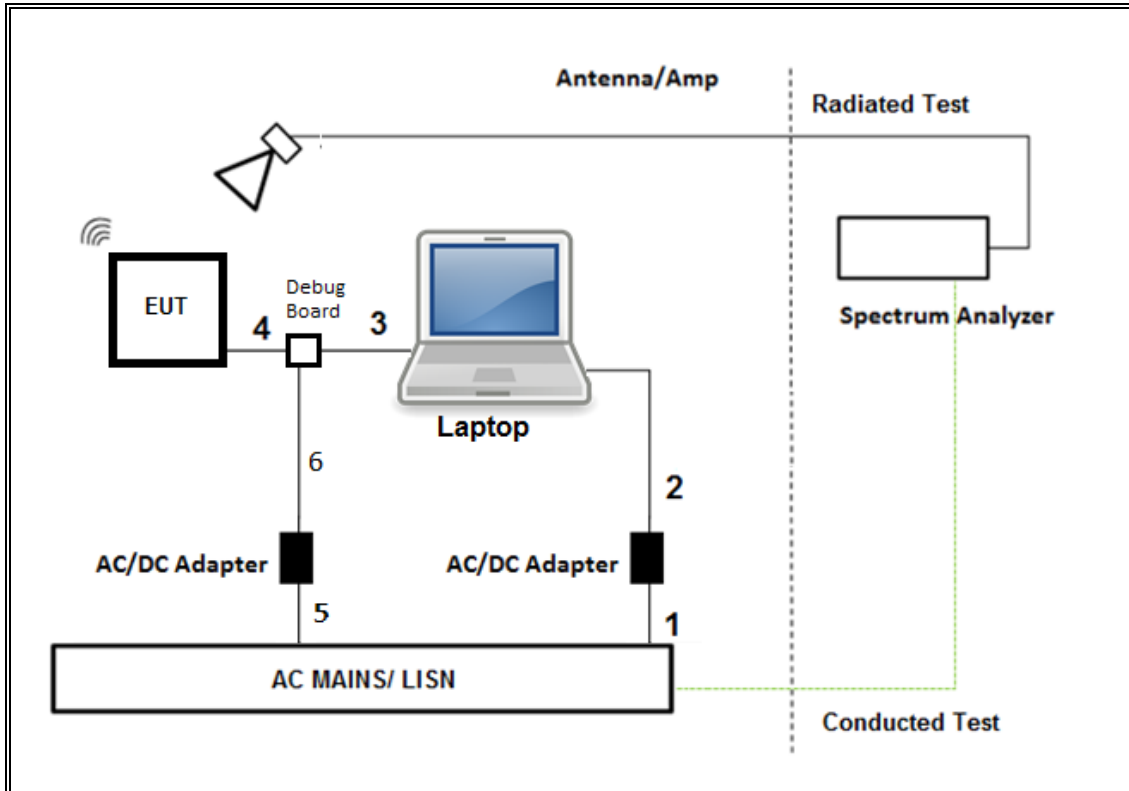 Antenna/Amp
Radiated Test
EUT
Debug
Board
4
3
Spectrum Analyzer
Laptop
6
2
AC/DC Adapter
AC/DC Adapter
5
1
AC MAINS/ LISN
Conducted Test